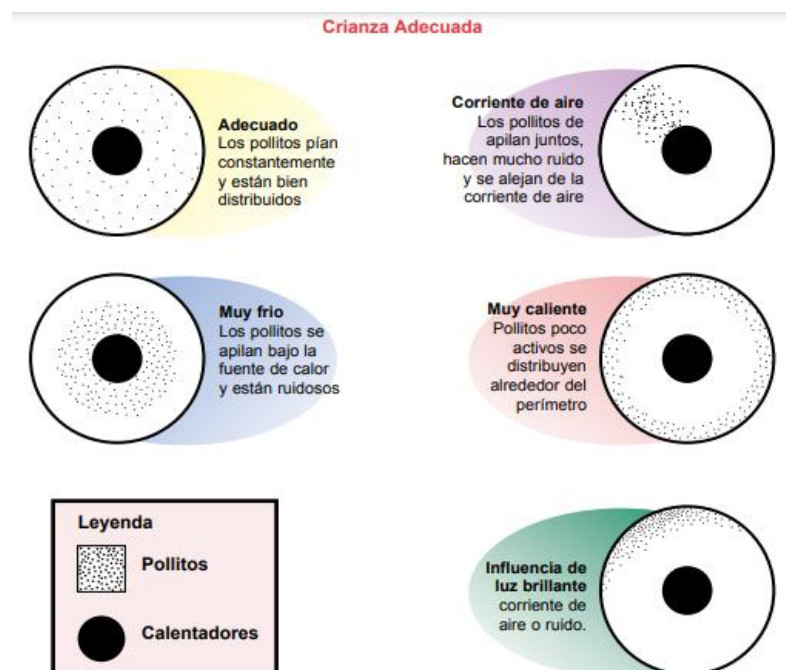 Crianza Adecuada
Adecuado
Los pollitos pían
constantemente
y están bien
distribuidos
Corriente de aire
Los pollitos de
apilan juntos,
hacen mucho ruido
y se alejan de la
corriente de aire
Muy frio
Los pollitos se
apilan bajo la
fuente de calor
y están ruidosos
Muy caliente
Pollitos poco
activos se
distribuyen
alrededor del
perímetro
Leyenda
Pollitos
Calentadores
Influencia de
luz brillante
corriente de
aire o ruido.